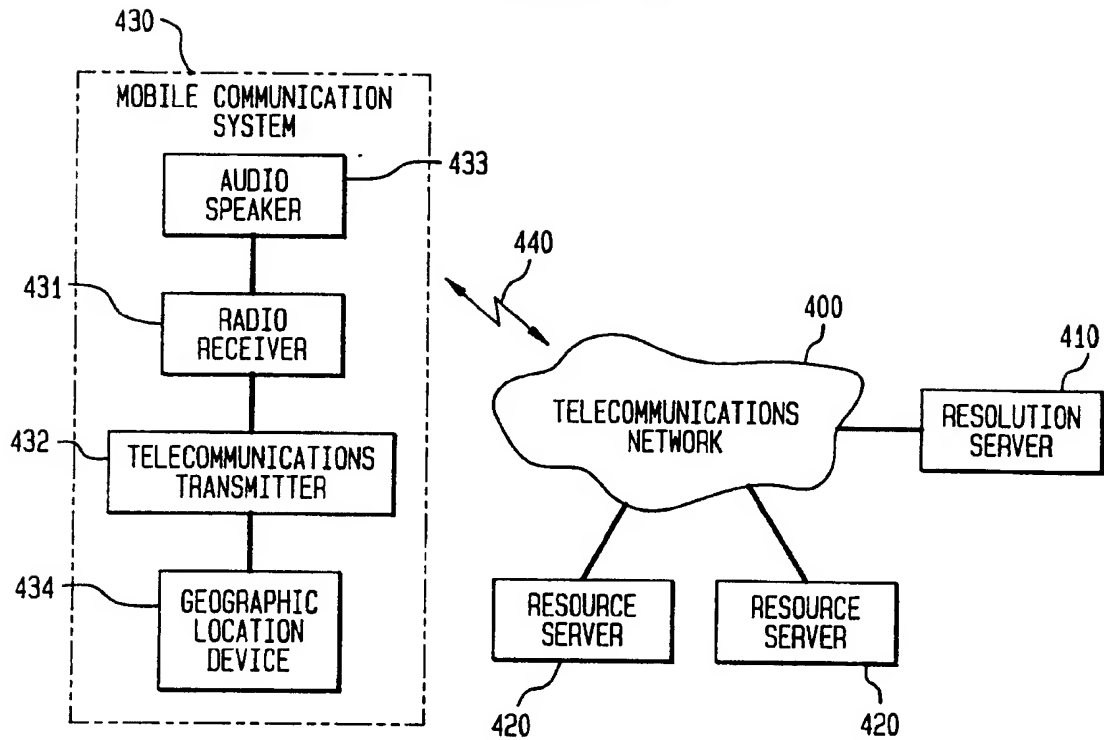 430
MOBILE COMMUNICATION
SYSTEM
AUDIO
SPEAKER
433
431
RADIO
RECEIVER
432
TELECOMMUNICATIONS
TRANSMITTER
434
GEOGRAPHIC
LOCATION
DEVICE
440
400
TELECOMMUNICATIONS
NETWORK
410
RESOLUTION
SERVER
RESOURCE
SERVER
420
RESOURCE
SERVER
420